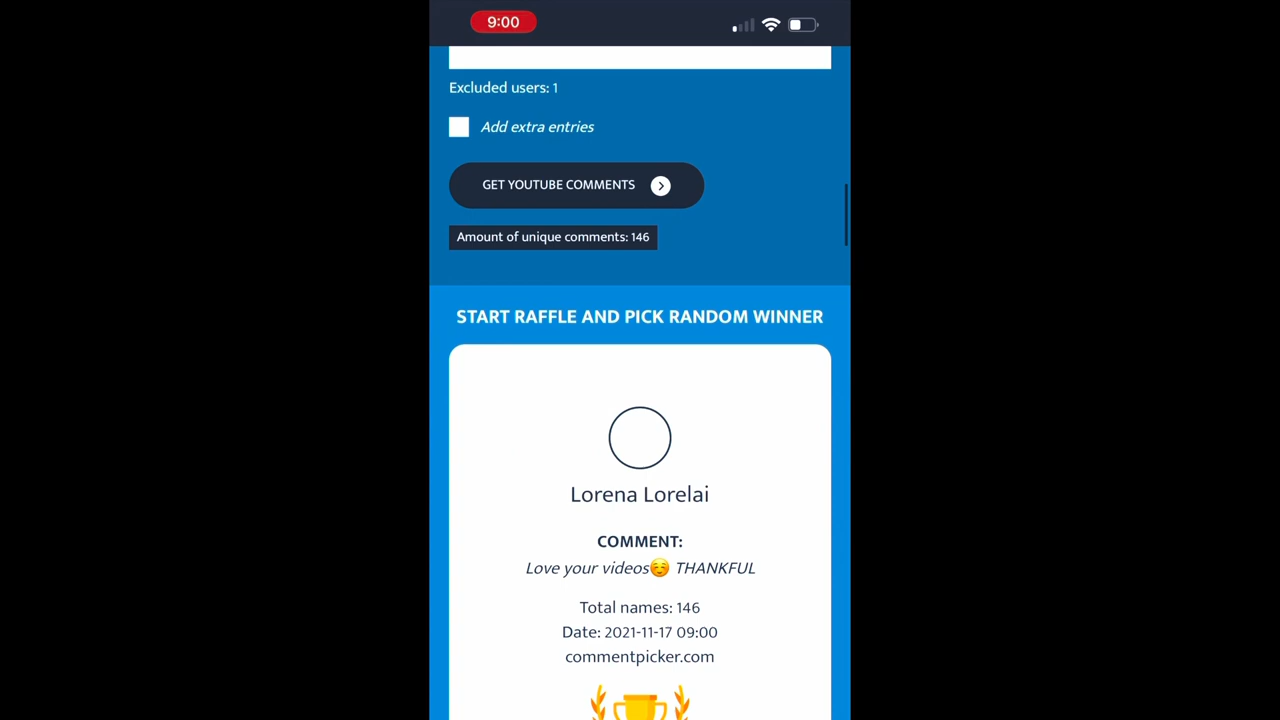 9:00
Excluded users: 1
Add extra entries
GET YOUTUBE COMMENTS
Amount of unique comments: 146
START RAFFLE AND PICK RANDOM WINNER
Lorena Lorelai
COMMENT:
Love your videos☺️ THANKFUL
Total names: 146
Date: 2021-11-17 09:00
commentpicker.com